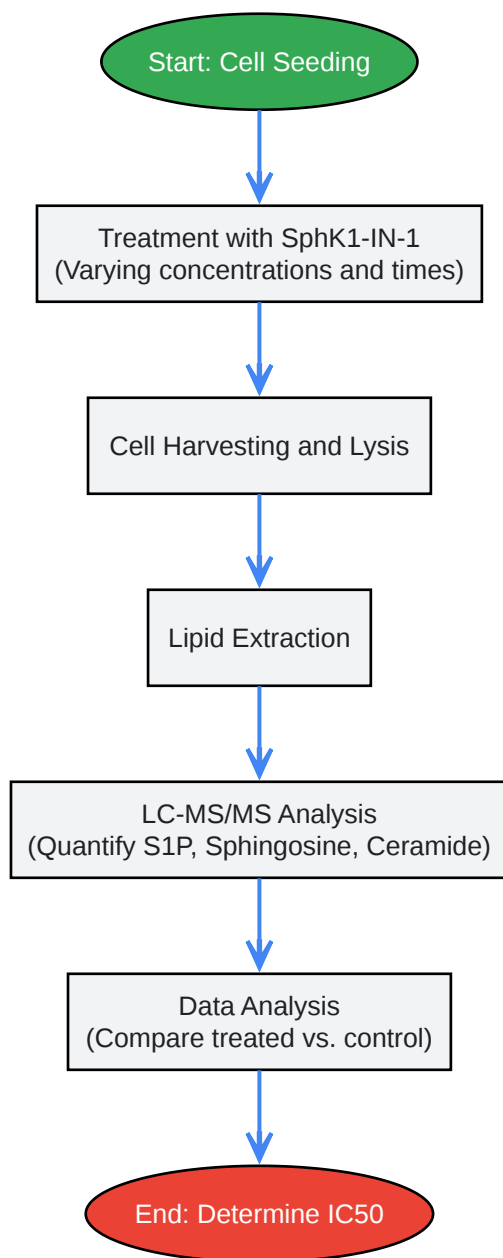 Start: Cell Seeding
Treatment with SphK1-IN-1
(Varying concentrations and times)
Cell Harvesting and Lysis
Lipid Extraction
LC-MS/MS Analysis
(Quantify S1P, Sphingosine, Ceramide)
Data Analysis
(Compare treated vs. control)
End: Determine IC50